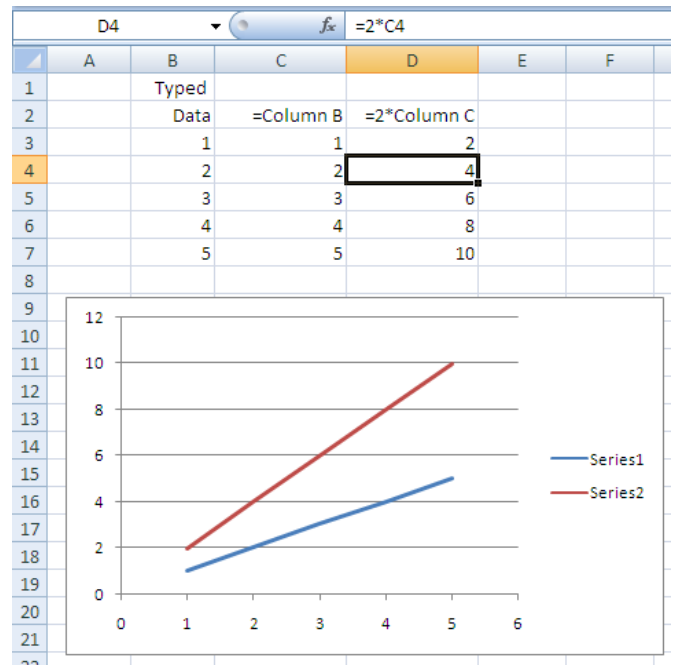 D4 fx =2*C4
A B C D E F
1 Typed
2 Data =Column B =2*Column C
3 1 1 2
4 2 2 4
5 3 3 6
6 4 4 8
7 5 5 10
8
9
10
11
12
13
14
15
16
17
18
19
20
21
22
12
10
8
6
4
2
0
0 1 2 3 4 5 6
Series1
Series2